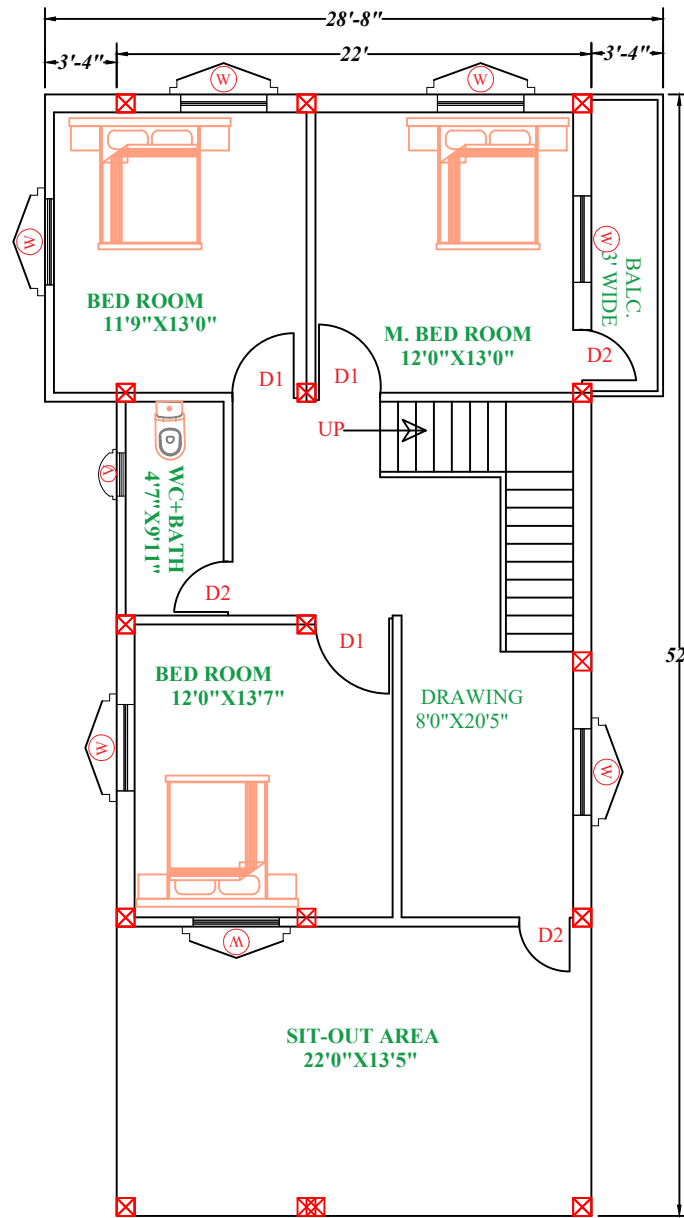 28'-8"
3'-4"
22'
3'-4"
W
W
W
W
BALC.
3' WIDE
BED ROOM
11'9"X13'0"
M. BED ROOM
12'0"X13'0"
D2
D1
D1
UP
V
WC+BATH
4'7"X9'11"
D2
D1
52
BED ROOM
12'0"X13'7"
DRAWING
8'0"X20'5"
W
W
D2
W
SIT-OUT AREA
22'0"X13'5"